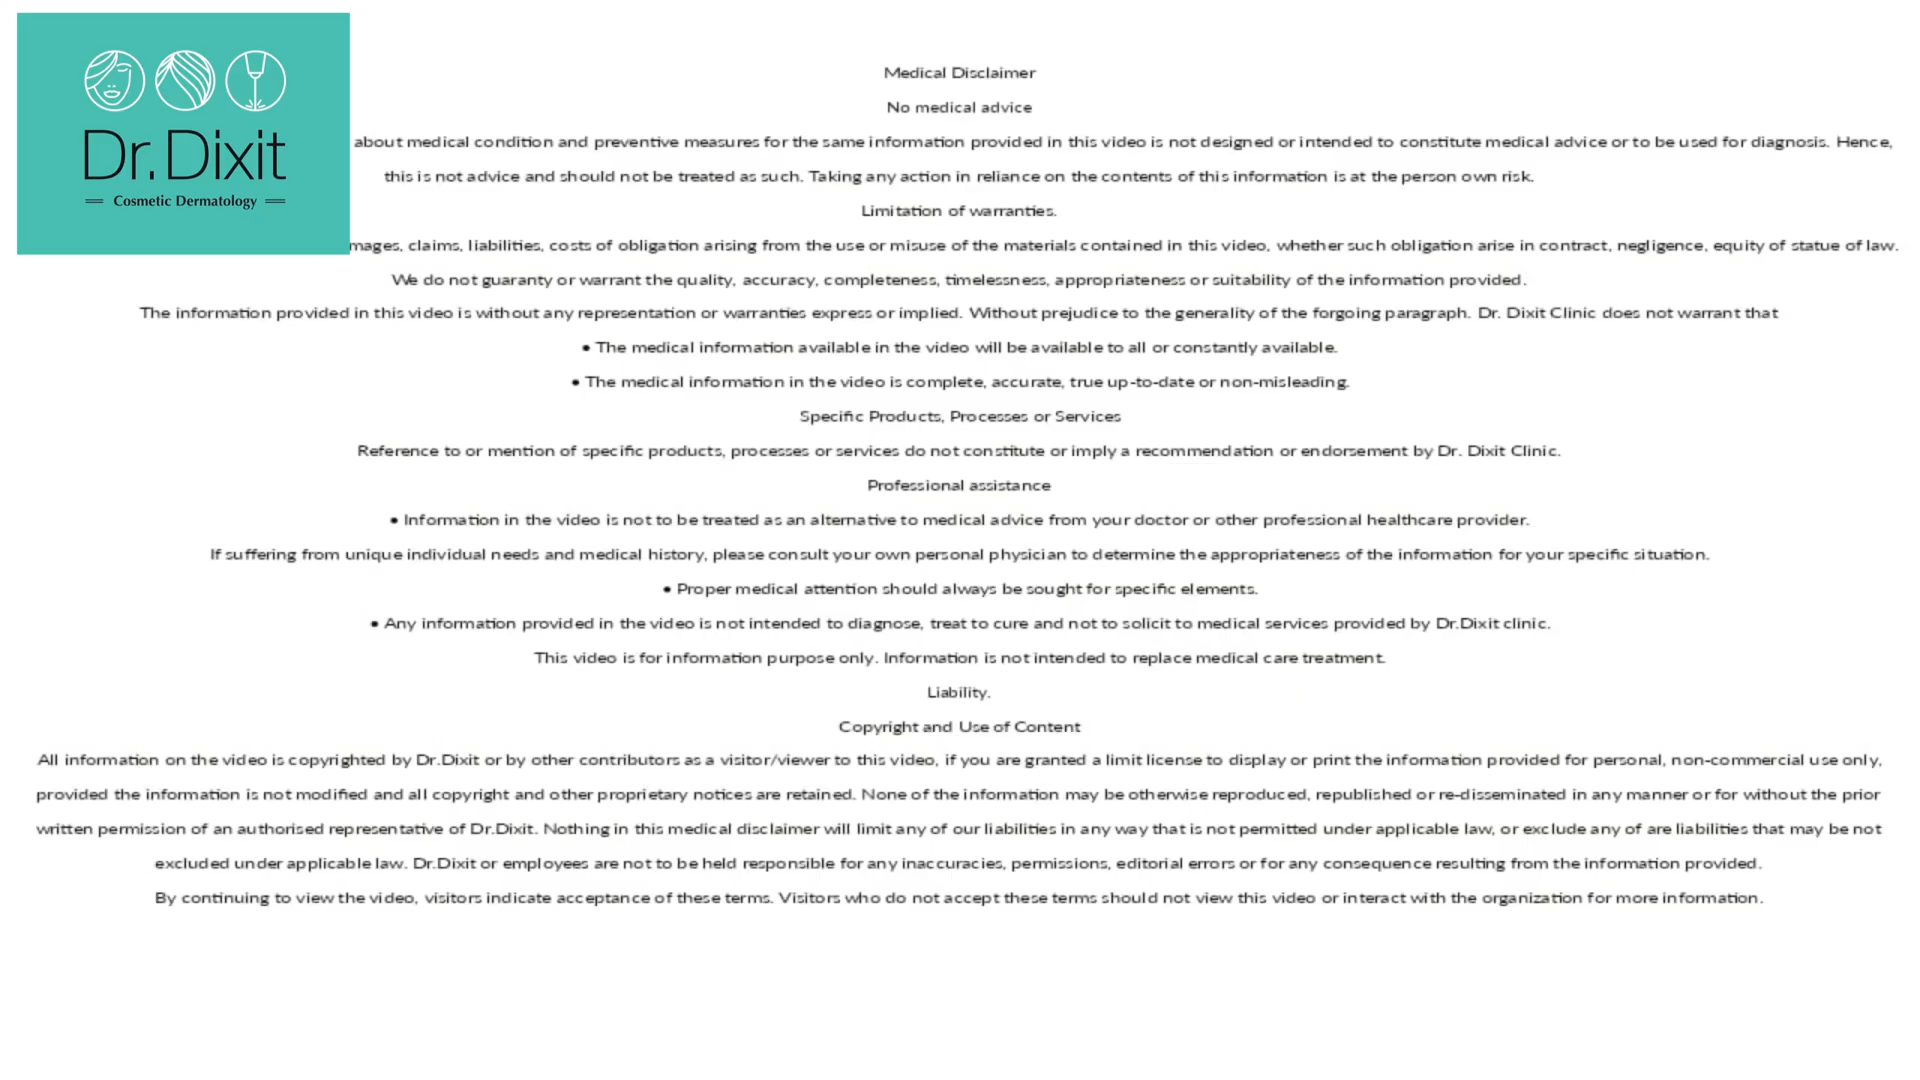 Dr. Dixit
Cosmetic Dermatology
Medical Disclaimer
No medical advice
about medical condition and preventive measures for the same information provided in this video is not designed or intended to constitute medical advice or to be used for diagnosis. Hence,
this is not advice and should not be treated as such. Taking any action in reliance on the contents of this information is at the person own risk.
Limitation of warranties.
claims, liabilities, costs of obligation arising from the use or misuse of the materials contained in this video, whether such obligation arise in contract, negligence, equity of statue of law.
We do not guaranty or warrant the quality, accuracy, completeness, timelessness, appropriateness or suitability of the information provided.
The information provided in this video is without any representation or warranties express or implied. Without prejudice to the generality of the forgoing paragraph. Dr. Dixit Clinic does not warrant that
• The medical information available in the video will be available to all or constantly available.
• The medical information in the video is complete, accurate, true up-to-date or non-misleading.
Specific Products, Processes or Services
Reference to or mention of specific products, processes or services do not constitute or imply a recommendation or endorsement by Dr. Dixit Clinic.
Professional assistance
• Information in the video is not to be treated as an alternative to medical advice from your doctor or other professional healthcare provider.
If suffering from unique individual needs and medical history, please consult your own personal physician to determine the appropriateness of the information for your specific situation.
• Proper medical attention should always be sought for specific elements.
• Any information provided in the video is not intended to diagnose, treat to cure and not to solicit to medical services provided by Dr.Dixit clinic.
This video is for information purpose only. Information is not intended to replace medical care treatment.
Liability.
Copyright and Use of Content
All information on the video is copyrighted by Dr.Dixit or by other contributors as a visitor/viewer to this video, if you are granted a limit license to display or print the information provided for personal, non-commercial use only,
provided the information is not modified and all copyright and other proprietary notices are retained. None of the information may be otherwise reproduced, republished or re-disseminated in any manner or for without the prior
written permission of an authorised representative of Dr.Dixit. Nothing in this medical disclaimer will limit any of our liabilities in any way that is not permitted under applicable law, or exclude any of are liabilities that may be not
excluded under applicable law. Dr.Dixit or employees are not to be held responsible for any inaccuracies, permissions, editorial errors or for any consequence resulting from the information provided.
By continuing to view the video, visitors indicate acceptance of these terms. Visitors who do not accept these terms should not view this video or interact with the organization for more information.